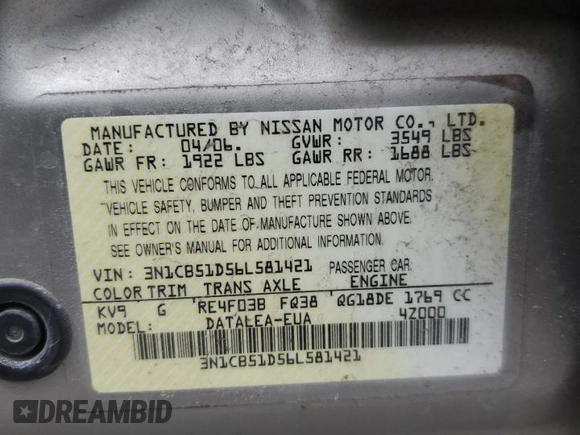 MANUFACTURED BY NISSAN MOTOR CO., LTD.
DATE: 04/06. GVWR: 3549 LBS
GAWR FR: 1922 LBS GAWR RR: 1688 LBS
THIS VEHICLE CONFORMS TO ALL APPLICABLE FEDERAL MOTOR
VEHICLE SAFETY, BUMPER AND THEFT PREVENTION STANDARDS
IN EFFECT ON THE DATE OF MANUFACTURE SHOWN ABOVE.
SEE OWNER'S MANUAL FOR ADDITIONAL INFORMATION.
VIN: 3N1CB51D56L581421 PASSENGER CAR
COLOR TRIM TRANS AXLE ENGINE
KV9 G RE4F03B FQ38 QG18DE 1769 CC
MODEL: DATALEA-EUA 4Z000
3N1CB51D56L581421
DREAMBID